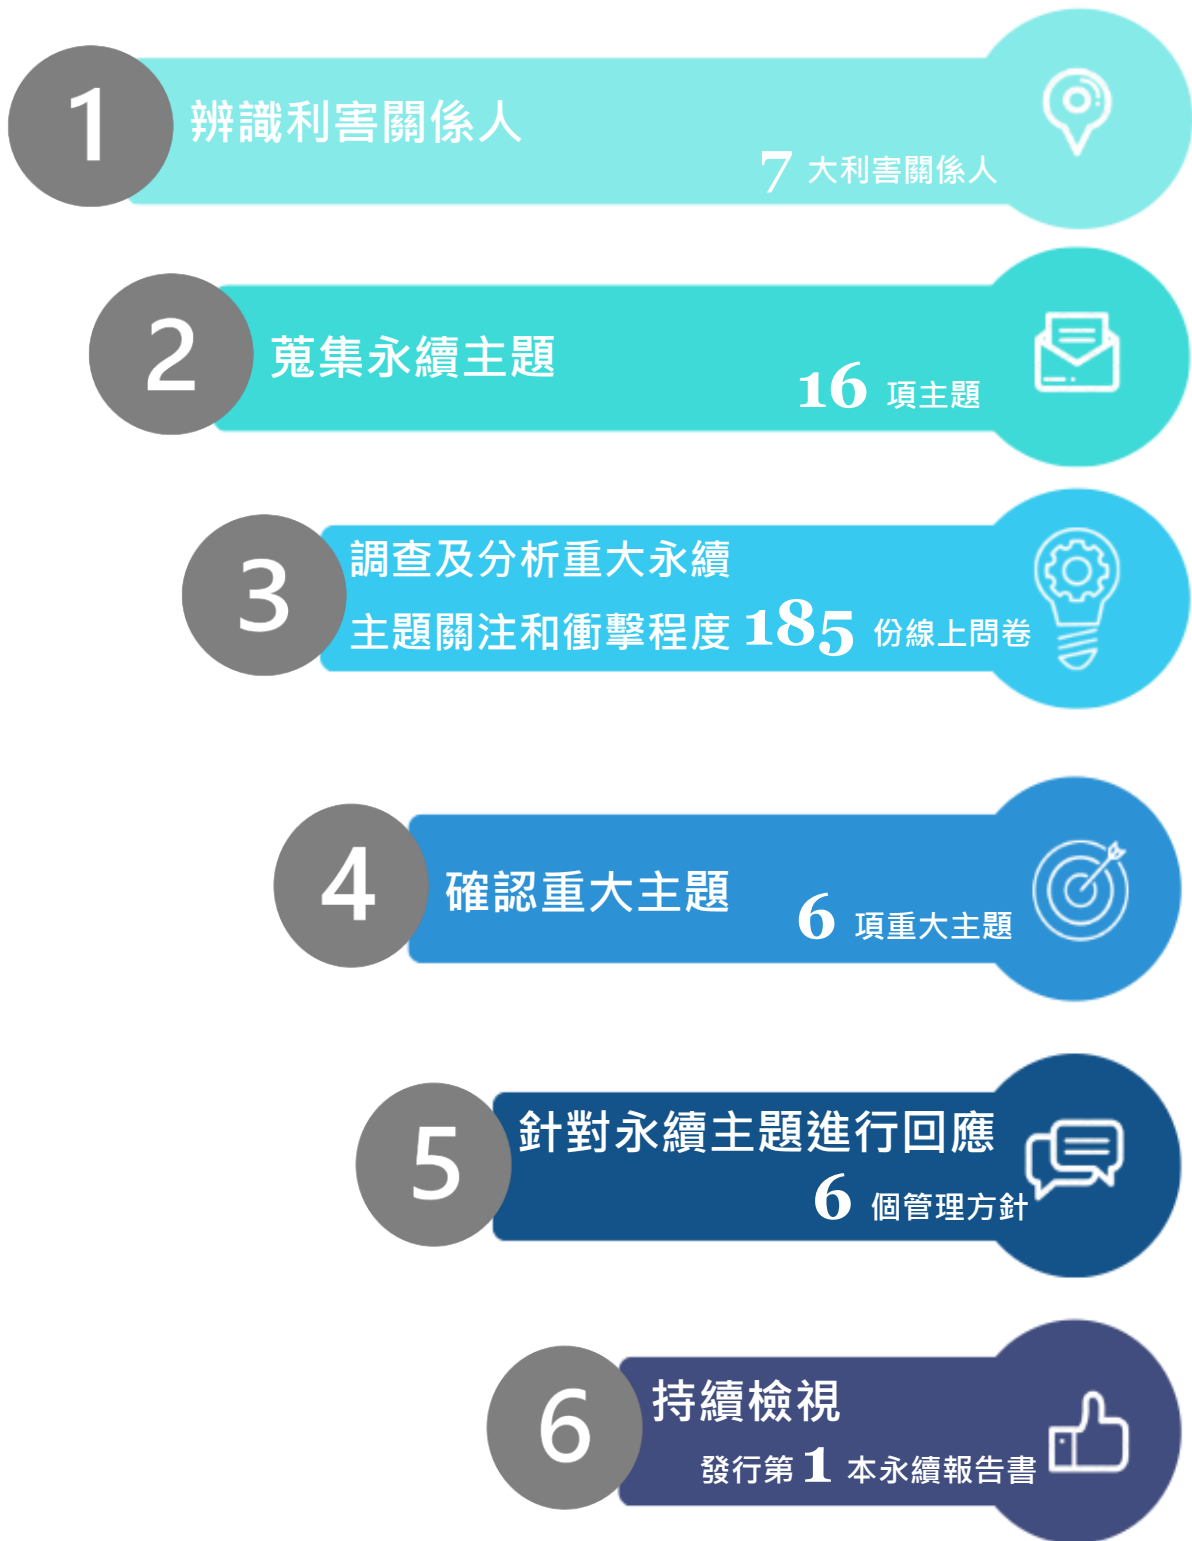 1
辨識利害關係人
7 大利害關係人
2
蒐集永續主題
16 項主題
3
調查及分析重大永續
主題關注和衝擊程度 185 份線上問卷
4
確認重大主題
6 項重大主題
5
針對永續主題進行回應
6 個管理方針
6
持續檢視
發行第 1 本永續報告書